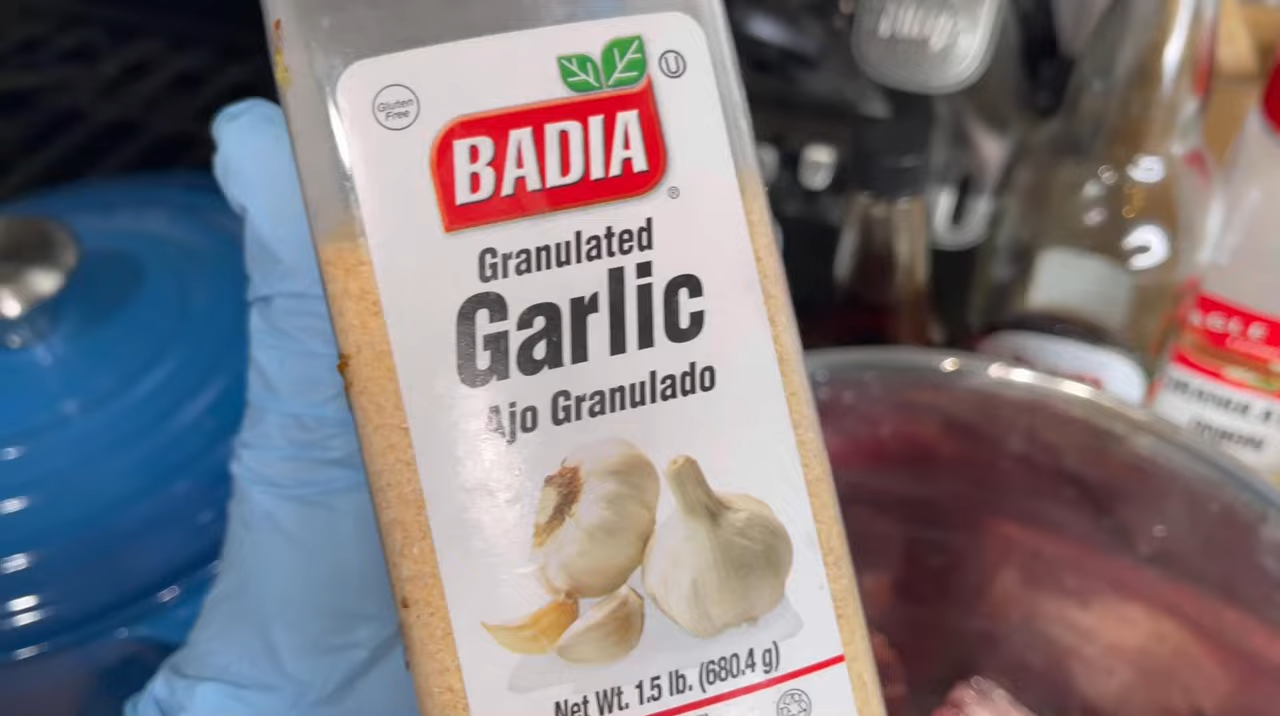 Gluten
Free
U
BADIA
®
Granulated
Garlic
Ajo Granulado
Net Wt. 1.5 lb. (680.4 g)